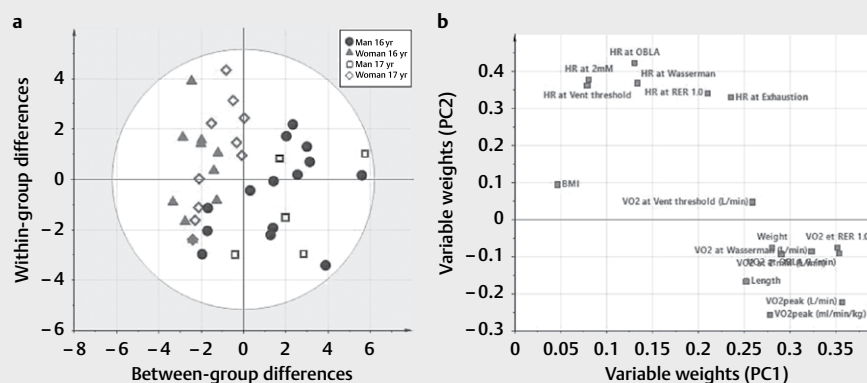 a
Within-group differences
4
2
0
−2
−4
−6
−8 −6 −4 −2 0 2 4 6
Between-group differences
Man 16 yr
Woman 16 yr
Man 17 yr
Woman 17 yr
b
Variable weights (PC2)
0.4
0.3
0.2
0.1
0
−0.1
−0.2
−0.3
0 0.05 0.1 0.15 0.2 0.25 0.3 0.35
Variable weights (PC1)
HR at OBLA
HR at 2mM
HR at Wasserman
HR at Vent threshold
HR at RER 1.0
HR at Exhaustion
BMI
VO2 at Vent threshold (L/min)
Weight
VO2 et RER 1.0
VO2 at Wasserman (L/min)
Length
VO2peak (L/min)
VO2peak (ml/min/kg)